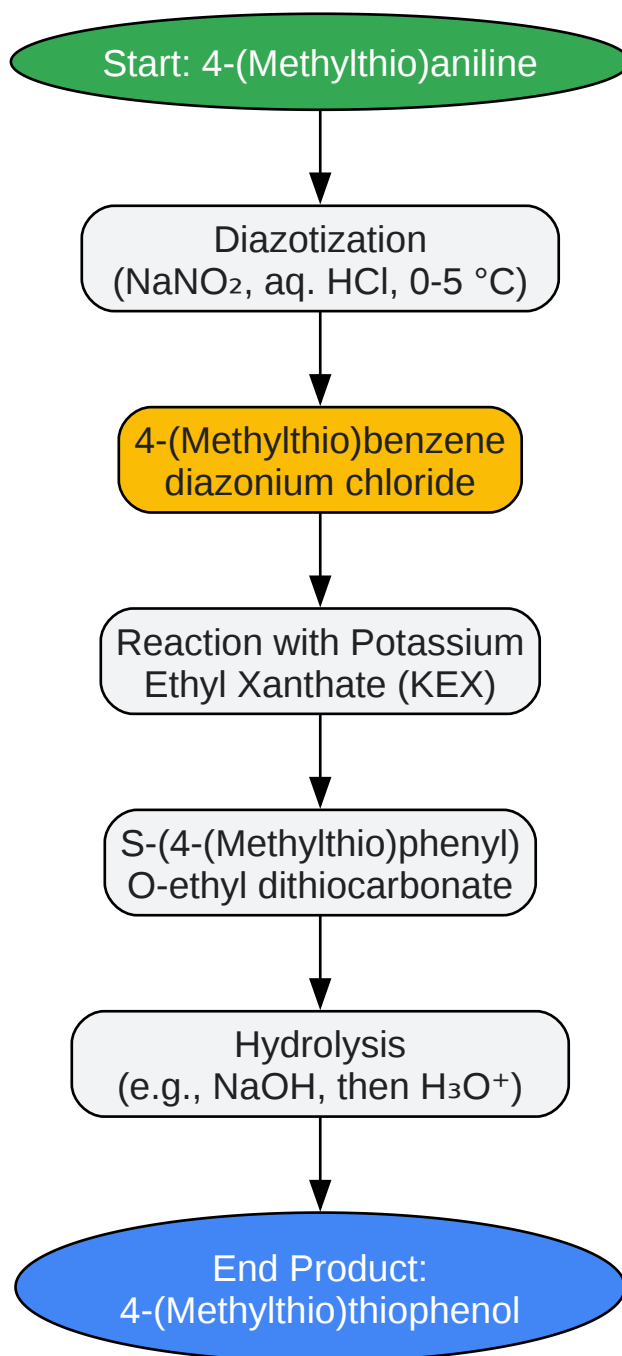 Start: 4-(Methylthio)aniline
Diazotization
(NaNO₂, aq. HCl, 0-5 °C)
4-(Methylthio)benzene
diazonium chloride
Reaction with Potassium
Ethyl Xanthate (KEX)
S-(4-(Methylthio)phenyl)
O-ethyl dithiocarbonate
Hydrolysis
(e.g., NaOH, then H₃O⁺)
End Product:
4-(Methylthio)thiophenol